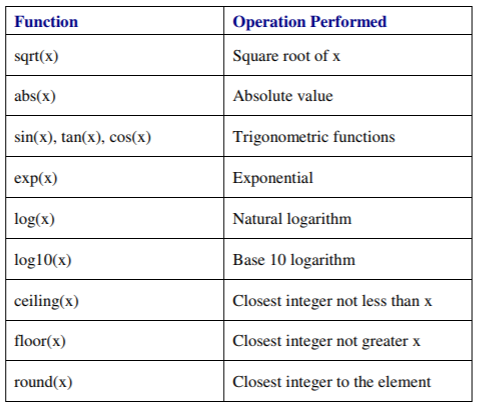 Function Operation Performed
sqrt(x) Square root of x
abs(x) Absolute value
sin(x), tan(x), cos(x) Trigonometric functions
exp(x) Exponential
log(x) Natural logarithm
log10(x) Base 10 logarithm
ceiling(x) Closest integer not less than x
floor(x) Closest integer not greater x
round(x) Closest integer to the element